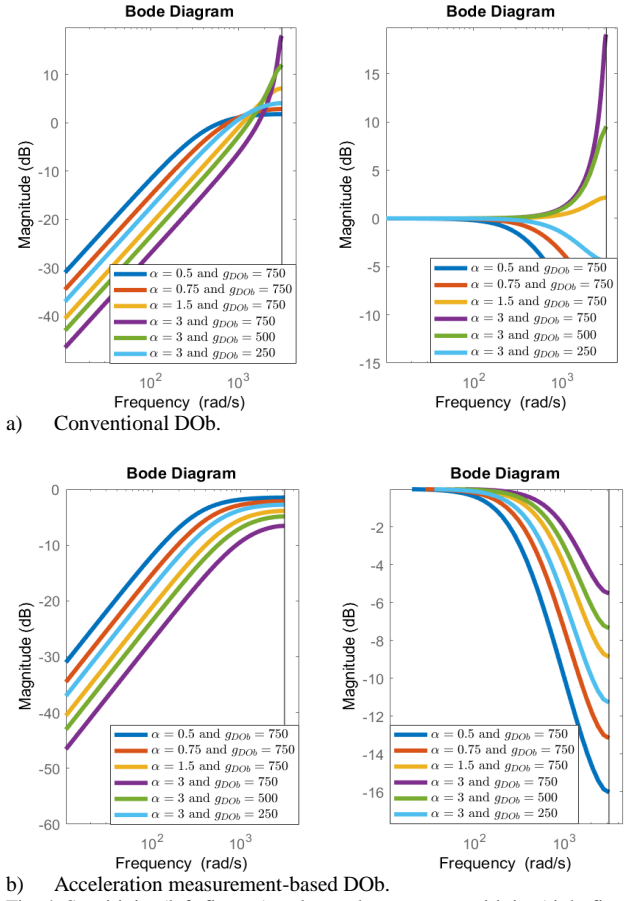 Bode Diagram
Magnitude (dB)
10
0
-10
-20
-30
-40
α = 0.5 and g_DOb = 750
α = 0.75 and g_DOb = 750
α = 1.5 and g_DOb = 750
α = 3 and g_DOb = 750
α = 3 and g_DOb = 500
α = 3 and g_DOb = 250
10^2
10^3
Frequency (rad/s)
Bode Diagram
Magnitude (dB)
15
10
5
0
-5
-15
α = 0.5 and g_DOb = 750
α = 0.75 and g_DOb = 750
α = 1.5 and g_DOb = 750
α = 3 and g_DOb = 750
α = 3 and g_DOb = 500
α = 3 and g_DOb = 250
10^2
10^3
Frequency (rad/s)
a) Conventional DOb.
Bode Diagram
Magnitude (dB)
0
-10
-20
-30
-40
-50
-60
α = 0.5 and g_DOb = 750
α = 0.75 and g_DOb = 750
α = 1.5 and g_DOb = 750
α = 3 and g_DOb = 750
α = 3 and g_DOb = 500
α = 3 and g_DOb = 250
10^2
10^3
Frequency (rad/s)
Bode Diagram
Magnitude (dB)
-2
-4
-6
-8
-10
-12
-14
-16
α = 0.5 and g_DOb = 750
α = 0.75 and g_DOb = 750
α = 1.5 and g_DOb = 750
α = 3 and g_DOb = 750
α = 3 and g_DOb = 500
α = 3 and g_DOb = 250
10^2
10^3
Frequency (rad/s)
b) Acceleration measurement-based DOb.